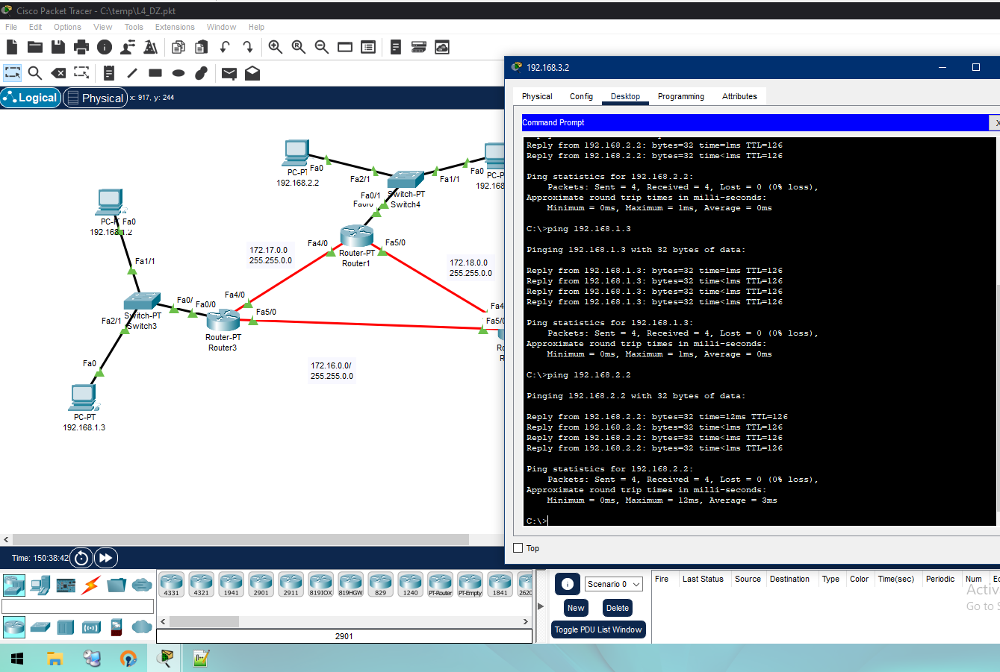 Cisco Packet Tracer - C:\temp\L4_DZ.pkt
File Edit Options View Tools Extensions Window Help
Logical
Physical
x: 917, y: 244
PC-PT
192.168.2.2
Fa0
Fa2/1
Fa1/1
Fa0
PC-P
192.168
Fa0/1
Switch-PT
Switch4
Fa0/0
PC-P
Fa0
192.168.1.2
Fa1/1
172.17.0.0
255.255.0.0
Fa4/0
Fa5/0
Router-PT
Router1
172.18.0.0
255.255.0.0
Fa4/0
Fa0/
Fa0/0
Fa5/0
Fa4
Fa5/0
Switch-PT
Switch3
Fa2/1
Router-PT
Router3
Ro
R
Fa0
172.16.0.0/
255.255.0.0
PC-PT
192.168.1.3
192.168.3.2
Physical Config Desktop Programming Attributes
Command Prompt X
Reply from 192.168.2.2: bytes=32 time=1ms TTL=126
Reply from 192.168.2.2: bytes=32 time<1ms TTL=126
Ping statistics for 192.168.2.2:
Packets: Sent = 4, Received = 4, Lost = 0 (0% loss),
Approximate round trip times in milli-seconds:
Minimum = 0ms, Maximum = 1ms, Average = 0ms
C:\>ping 192.168.1.3
Pinging 192.168.1.3 with 32 bytes of data:
Reply from 192.168.1.3: bytes=32 time=1ms TTL=126
Reply from 192.168.1.3: bytes=32 time<1ms TTL=126
Reply from 192.168.1.3: bytes=32 time<1ms TTL=126
Reply from 192.168.1.3: bytes=32 time<1ms TTL=126
Ping statistics for 192.168.1.3:
Packets: Sent = 4, Received = 4, Lost = 0 (0% loss),
Approximate round trip times in milli-seconds:
Minimum = 0ms, Maximum = 1ms, Average = 0ms
C:\>ping 192.168.2.2
Pinging 192.168.2.2 with 32 bytes of data:
Reply from 192.168.2.2: bytes=32 time=12ms TTL=126
Reply from 192.168.2.2: bytes=32 time<1ms TTL=126
Reply from 192.168.2.2: bytes=32 time<1ms TTL=126
Reply from 192.168.2.2: bytes=32 time<1ms TTL=126
Ping statistics for 192.168.2.2:
Packets: Sent = 4, Received = 4, Lost = 0 (0% loss),
Approximate round trip times in milli-seconds:
Minimum = 0ms, Maximum = 12ms, Average = 3ms
C:\>
Top
Time: 150:38:42
4331 4321 1941 2901 2911 819IOX 819HGW 829 1240 PT-Router PT-Empty 1841 2620
2901
Scenario 0
New
Delete
Toggle PDU List Window
Fire Last Status Source Destination Type Color Time(sec) Periodic Num Ec
Activ
Go to S